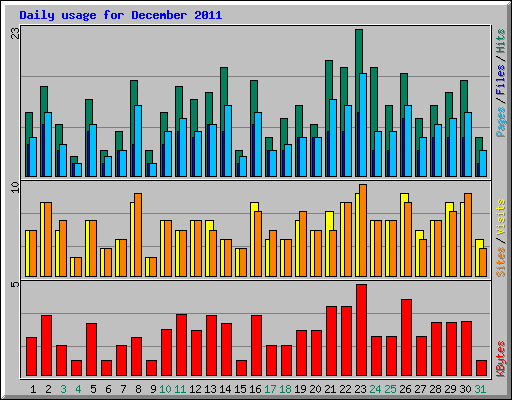 Daily usage for December 2011
23
Pages / Files / Hits
10
Sites / Visits
5
KBytes
1 2 3 4 5 6 7 8 9 10 11 12 13 14 15 16 17 18 19 20 21 22 23 24 25 26 27 28 29 30 31